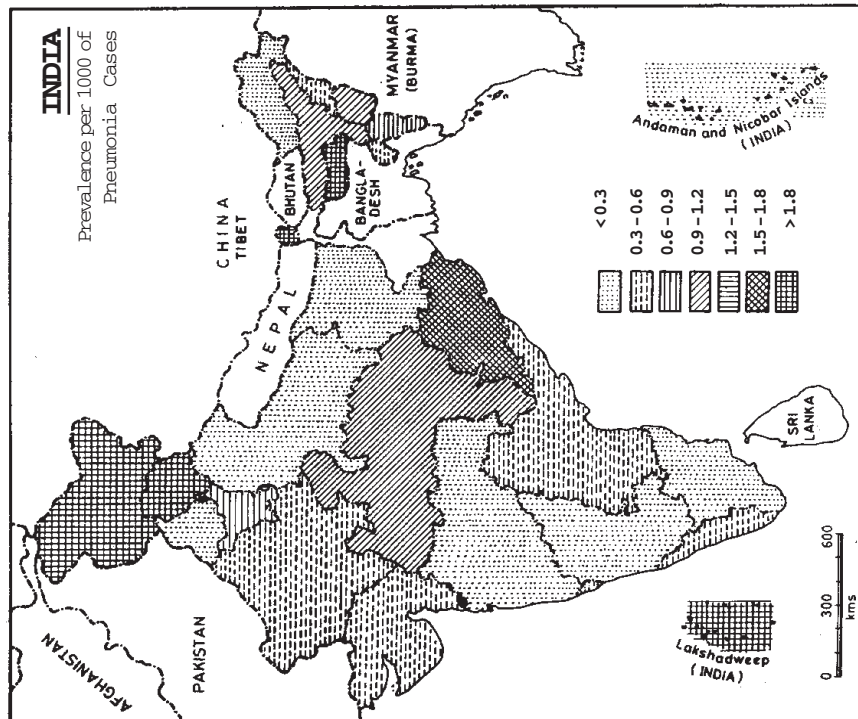 INDIA
Prevalence per 1000 of
Pneumonia Cases
AFGHANISTAN
PAKISTAN
CHINA
TIBET
NEPAL
BHUTAN
BANGLA-
DESH
MYANMAR
(BURMA)
SRI
LANKA
Lakshadweep
(INDIA)
Andaman and Nicobar Islands
(INDIA)
<0.3
0.3-0.6
0.6-0.9
0.9-1.2
1.2-1.5
1.5-1.8
>1.8
0 300 600
kms